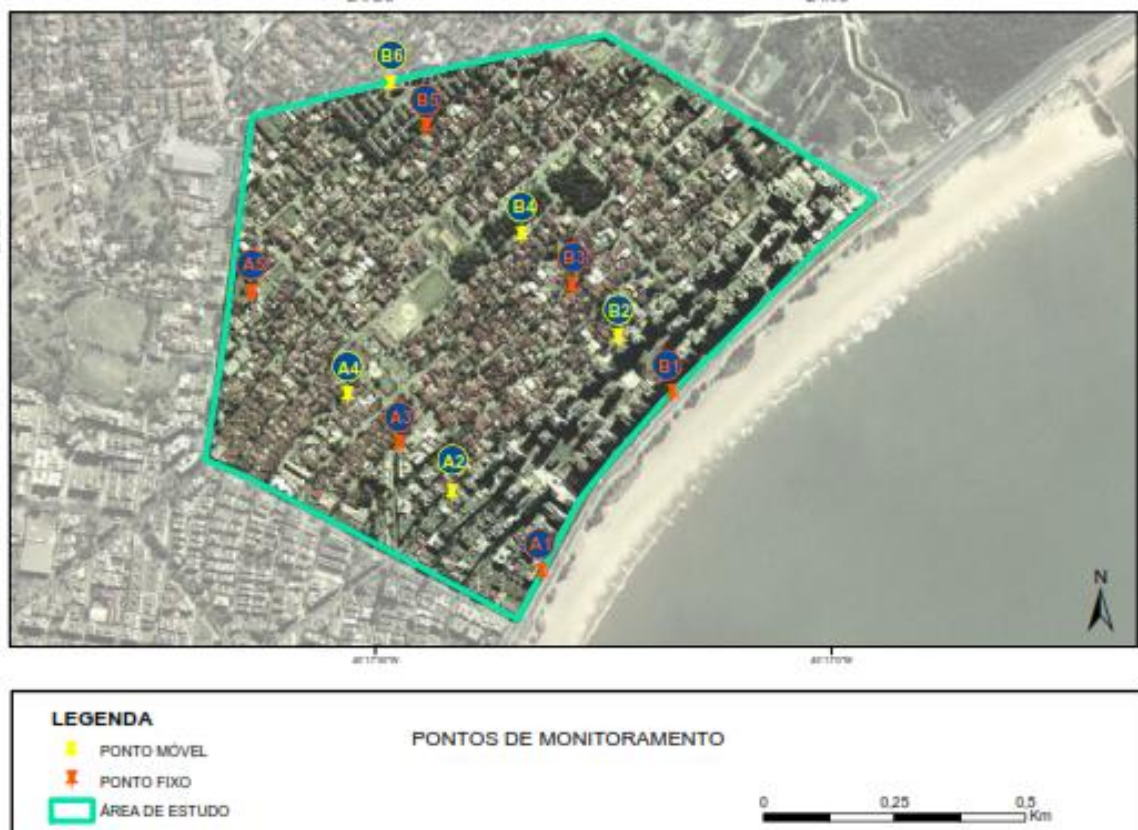 B6
B5
B4
A5
B3
B2
A4
B1
A3
A2
A1
N
LEGENDA
PONTOS DE MONITORAMENTO
PONTO MÓVEL
PONTO FIXO
ÁREA DE ESTUDO
0 0,25 0,5
Km